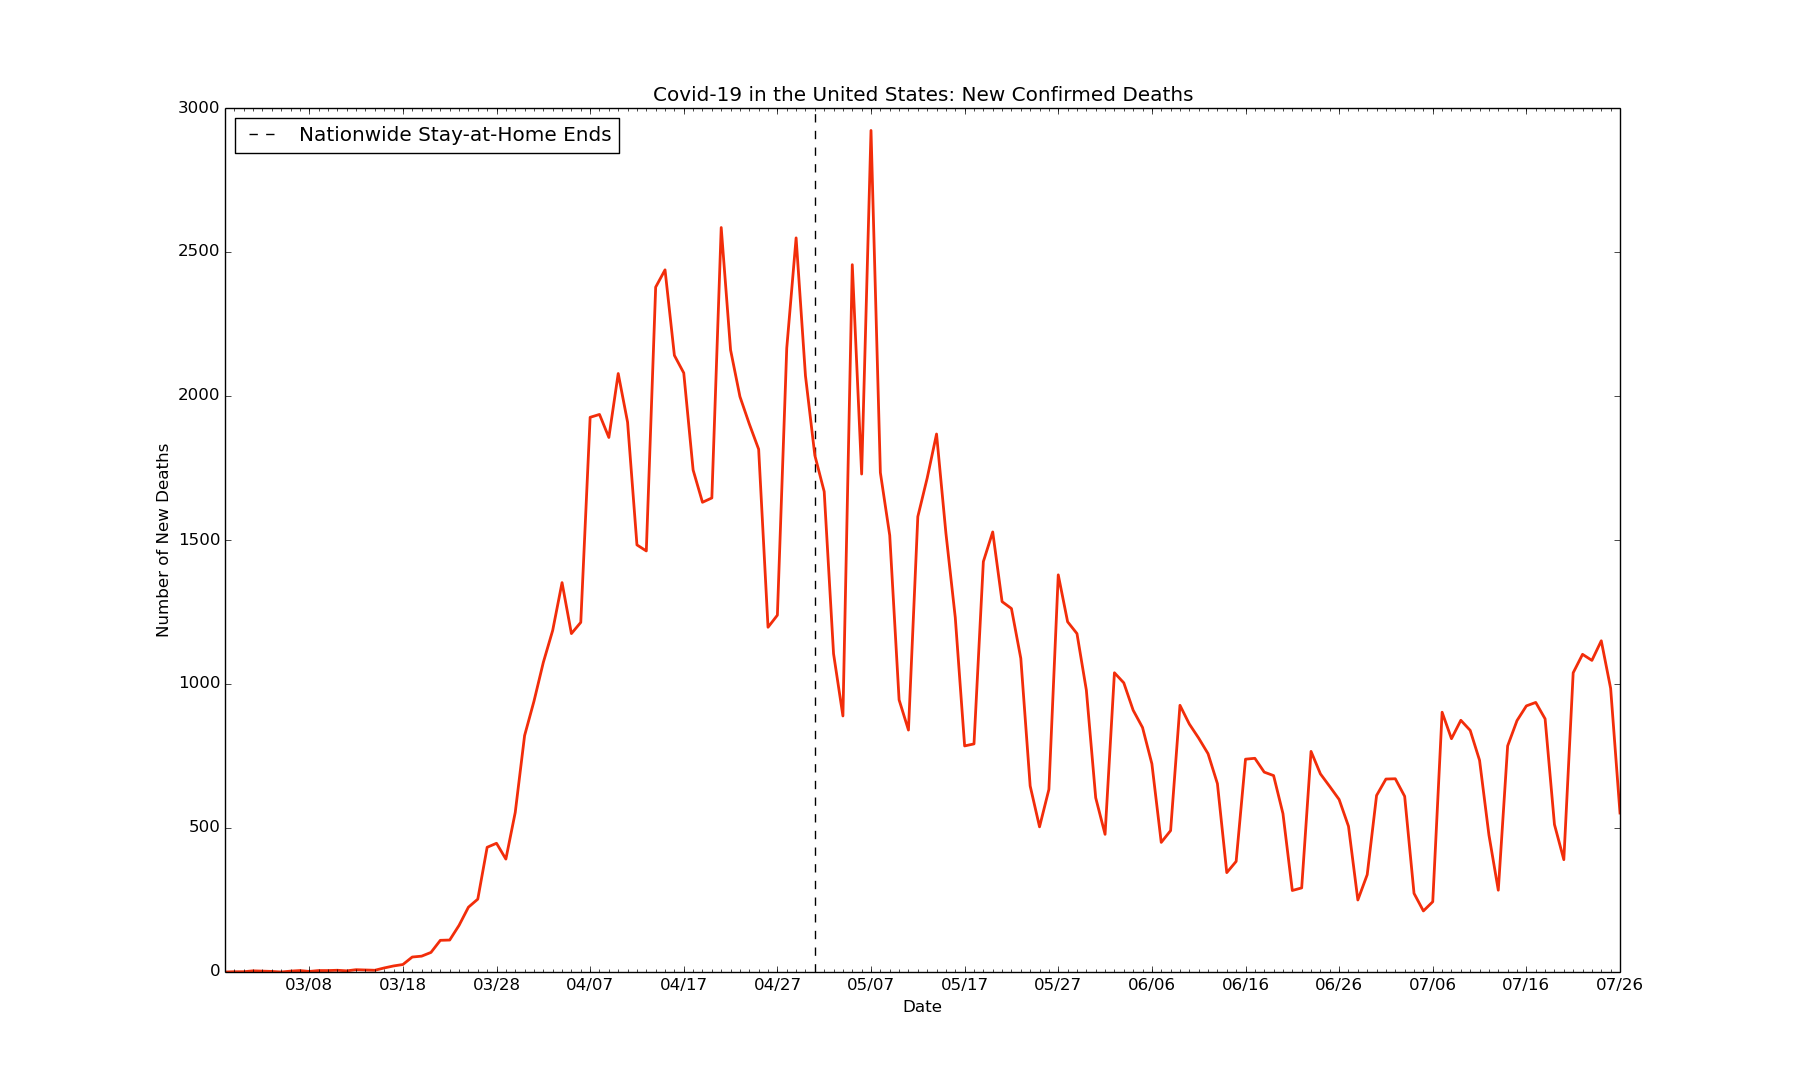 Covid-19 in the United States: New Confirmed Deaths
Nationwide Stay-at-Home Ends
3000
2500
2000
1500
1000
500
0
Number of New Deaths
03/08 03/18 03/28 04/07 04/17 04/27 05/07 05/17 05/27 06/06 06/16 06/26 07/06 07/16 07/26
Date